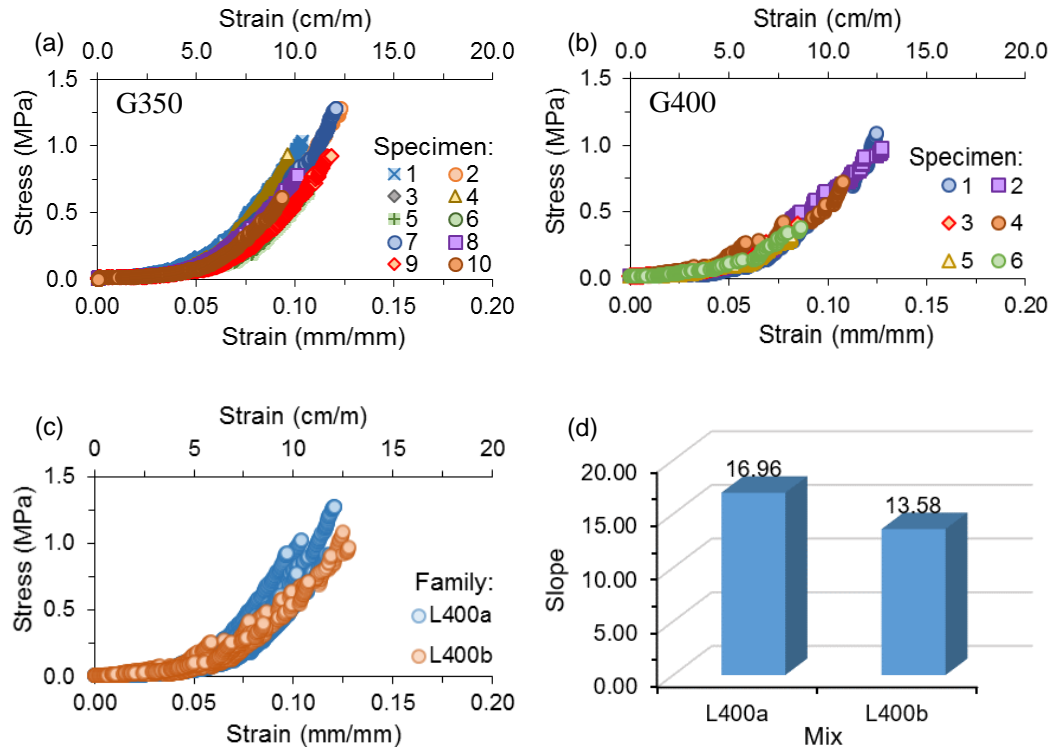 Strain (cm/m)
(a)
0.0 5.0 10.0 15.0 20.0
1.5
1.0
0.5
0.0
Stress (MPa)
G350
Specimen:
1 2
3 4
5 6
7 8
9 10
0.00 0.05 0.10 0.15 0.20
Strain (mm/mm)
Strain (cm/m)
(b)
0.0 5.0 10.0 15.0 20.0
1.5
1.0
0.5
0.0
Stress (MPa)
G400
Specimen:
1 2
3 4
5 6
0.00 0.05 0.10 0.15 0.20
Strain (mm/mm)
(c)
Strain (cm/m)
0 5 10 15 20
1.5
1.0
0.5
0.0
Stress (MPa)
Family:
L400a
L400b
0.00 0.05 0.10 0.15 0.20
Strain (mm/mm)
(d)
20.00
15.00
10.00
5.00
0.00
Slope
16.96
13.58
L400a L400b
Mix